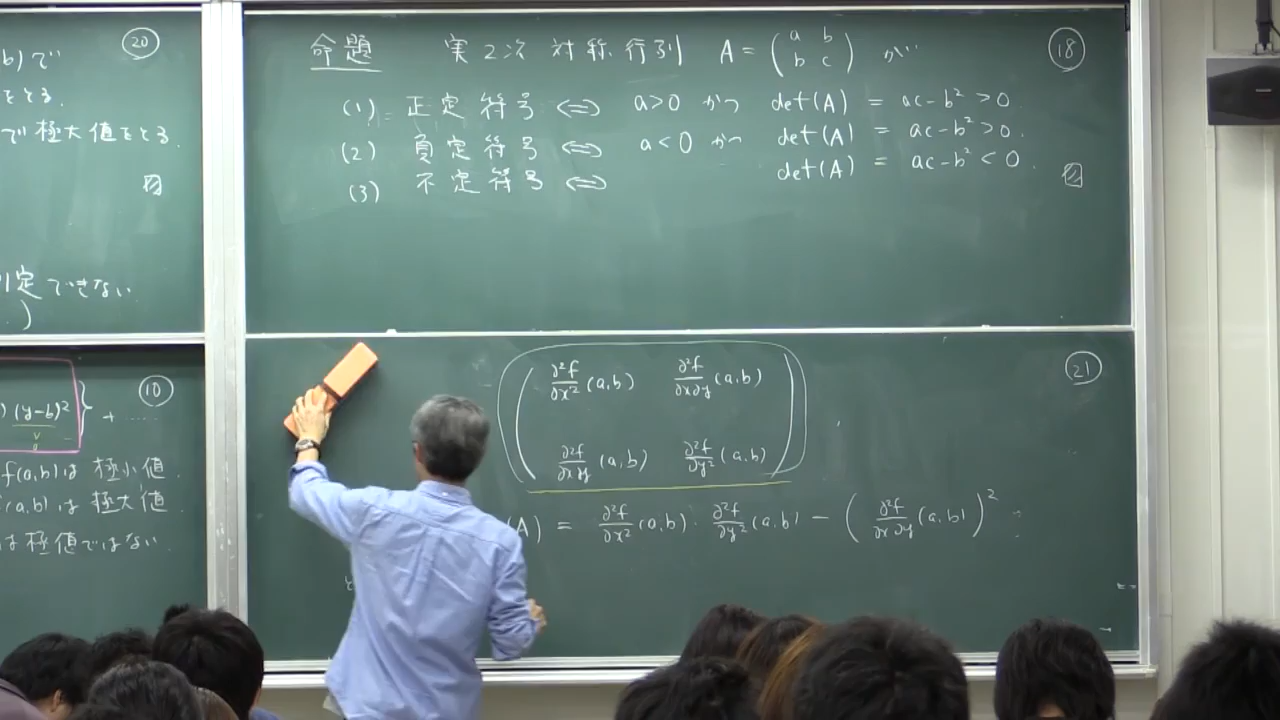 b)で
⑳
をとる.
で極大値をとる.
定できない
)
命題 実2次対称行列 A = (a b b c) が
⑱
(1) 正定符号 ⇔ a>0 かつ det(A) = ac-b²>0
(2) 負定符号 ⇔ a<0 かつ det(A) = ac-b²>0.
(3) 不定符号 ⇔ det(A) = ac-b²<0.
⑩
) (y-b)² } + ....
f(a,b)は 極小値.
(a,b)は 極大値
は極値ではない.
㉑
∂²f/∂x² (a,b) ∂²f/∂x∂y (a,b)
∂²f/∂x∂y (a,b) ∂²f/∂y² (a,b)
(A) = ∂²f/∂x² (a,b) · ∂²f/∂y² (a,b) - (∂²f/∂x∂y (a,b))²
と